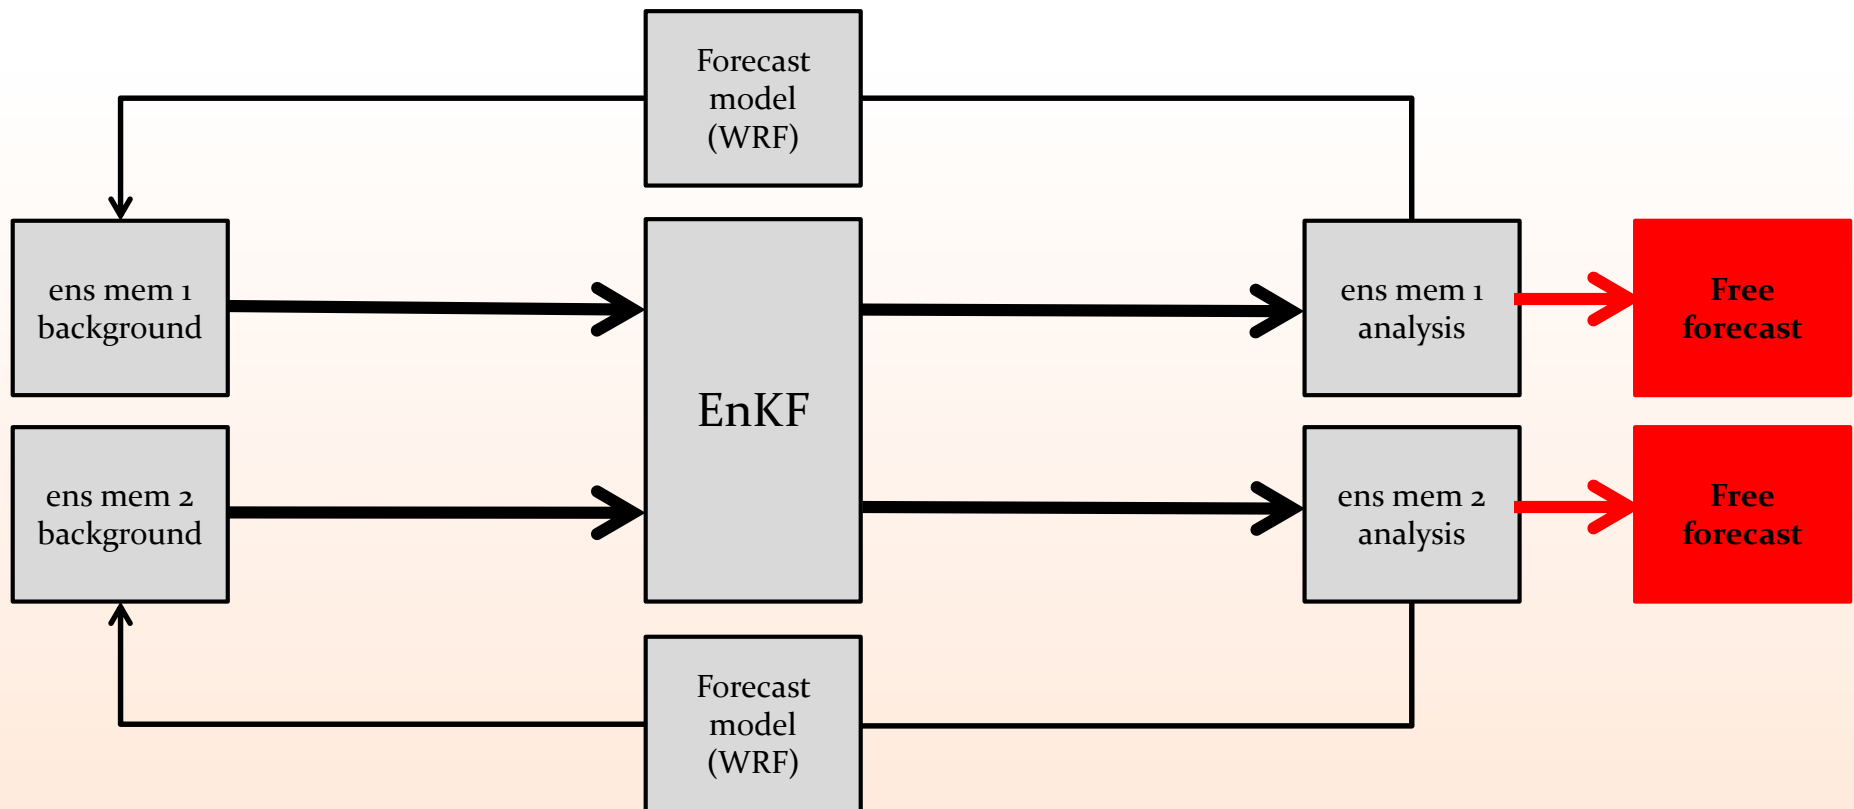 Forecast
model
(WRF)
ens mem 1
background
EnKF
ens mem 1
analysis
Free
forecast
ens mem 2
background
ens mem 2
analysis
Free
forecast
Forecast
model
(WRF)